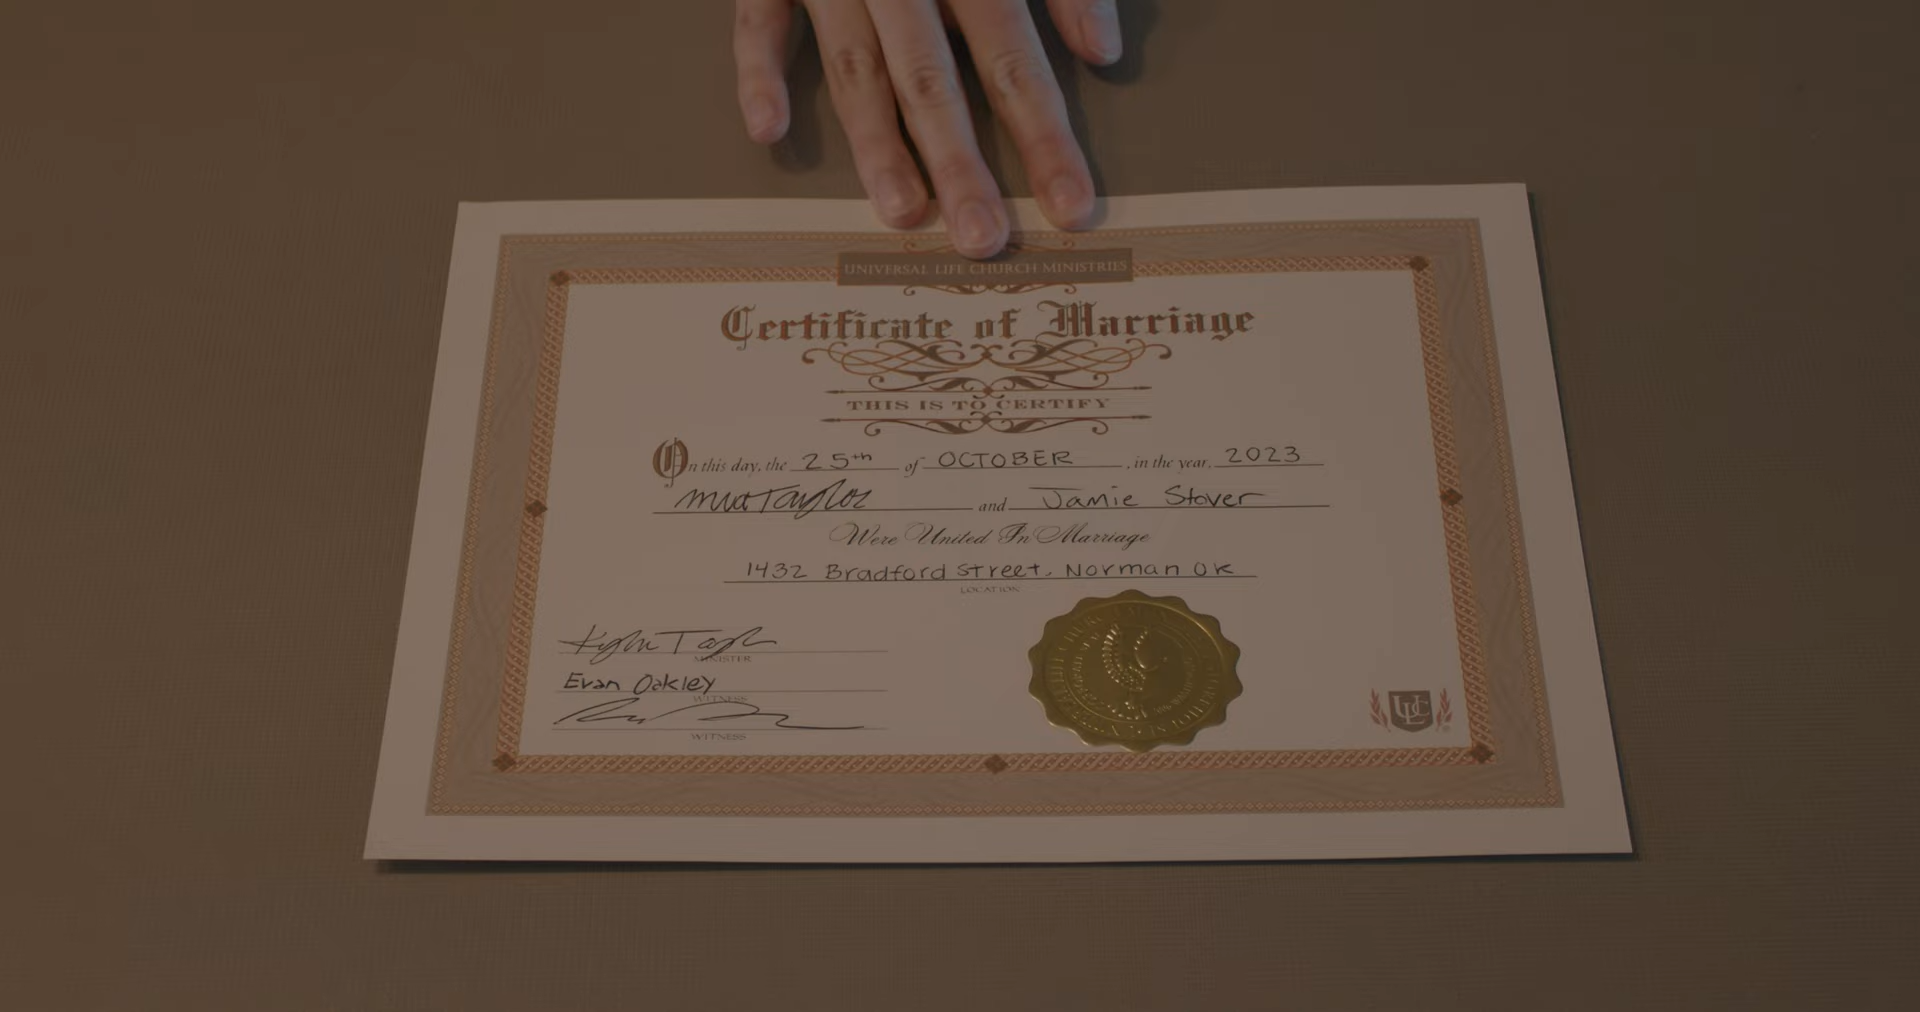 UNIVERSAL LIFE CHURCH MINISTRIES
Certificate of Marriage
THIS IS TO CERTIFY
On this day, the 25th of OCTOBER, in the year, 2023
Taylor and Jamie Stover
Were United In Marriage
1432 Bradford Street, Norman OK
LOCATION
MINISTER
Evan Oakley
WITNESS
WITNESS
ULC